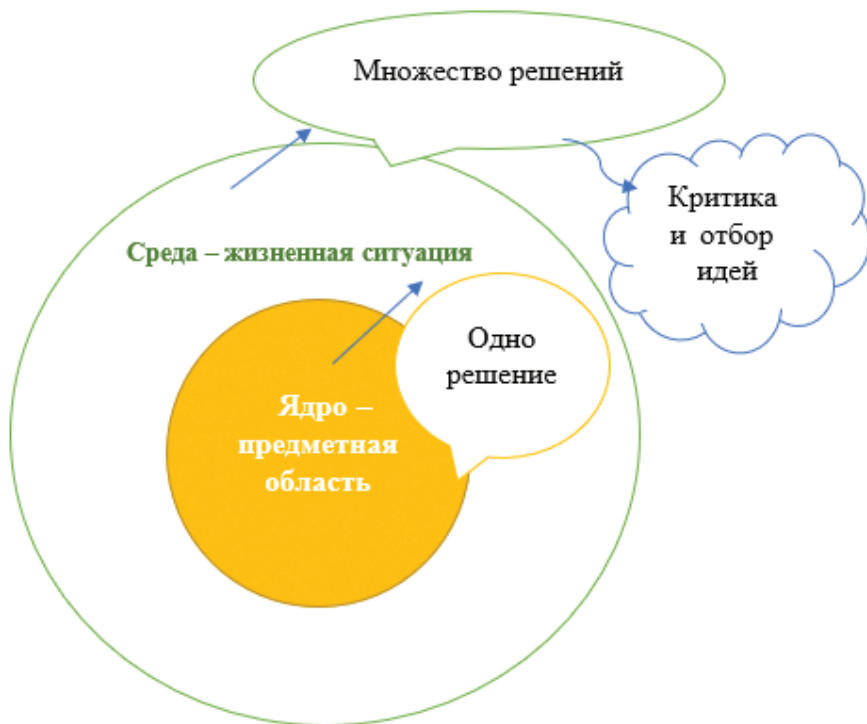 Множество решений
Критика
и отбор
идей
Среда – жизненная ситуация
Одно
решение
Ядро –
предметная
область